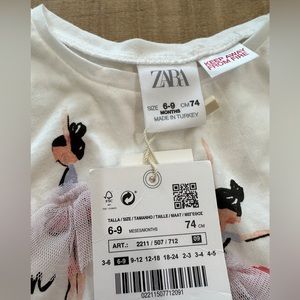 ZARA
KEEP AWAY
FROM FIRE
SIZE 6-9 CM 74
MONTHS
MADE IN TURKEY
FSC
TALLA / SIZE / TAMANHO / TAILLE / MAAT /
6-9 MESES/MONTHS 74 CM
ART.: 2211 / 507 / 712
3-6 6-9 9-12 12-18 18-24 2-3 3-4 4-5
02211507712091